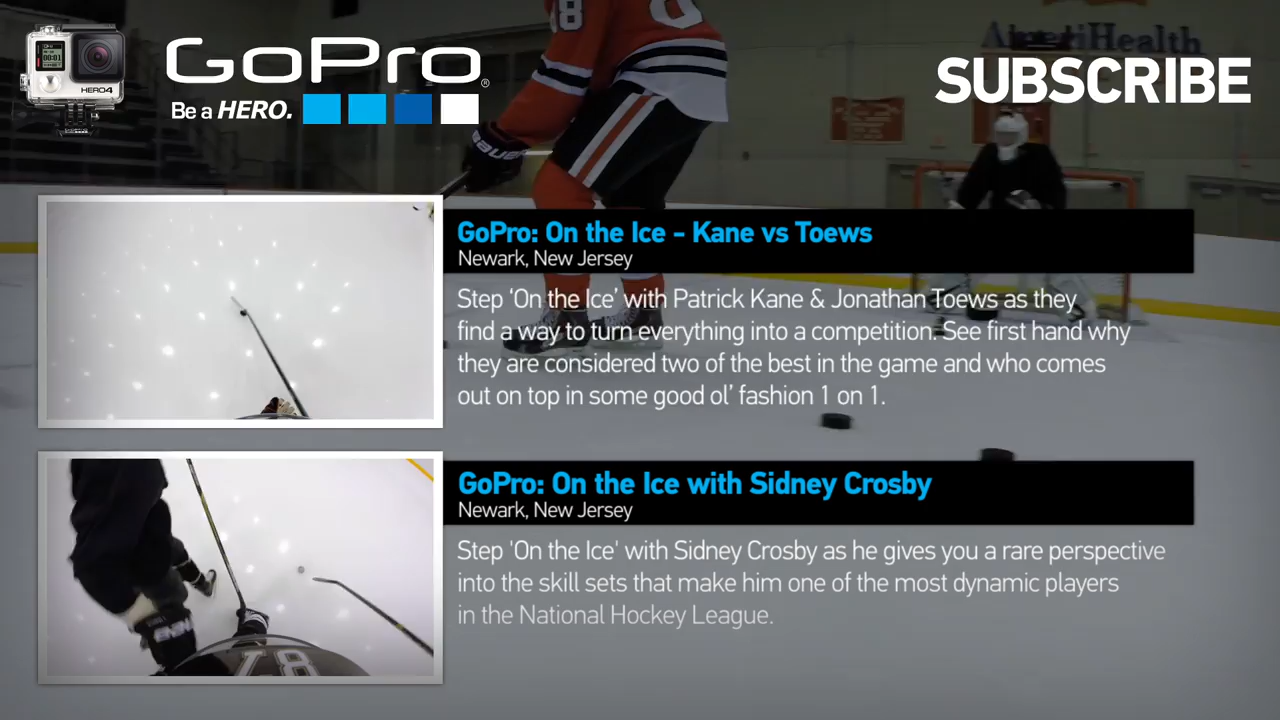 GoPro®
Be a HERO.
HERO4
SUBSCRIBE
AmeriHealth
8
BAUER
GoPro: On the Ice - Kane vs Toews
Newark, New Jersey
Step ‘On the Ice’ with Patrick Kane & Jonathan Toews as they
find a way to turn everything into a competition. See first hand why
they are considered two of the best in the game and who comes
out on top in some good ol’ fashion 1 on 1.
GoPro: On the Ice with Sidney Crosby
Newark, New Jersey
Step 'On the Ice' with Sidney Crosby as he gives you a rare perspective
into the skill sets that make him one of the most dynamic players
in the National Hockey League.
87